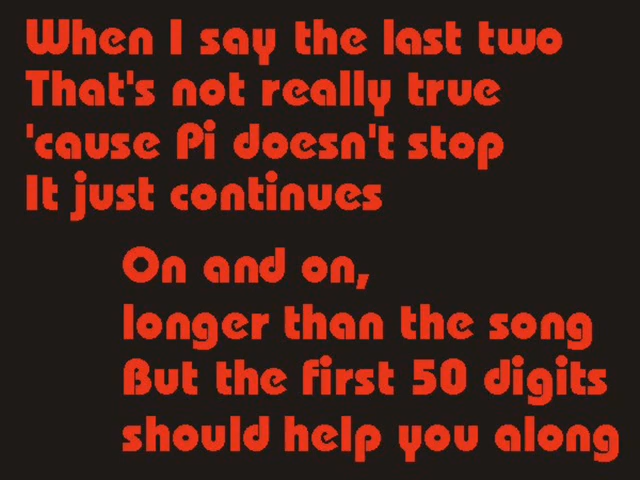 When I say the last two
That's not really true
'cause Pi doesn't stop
It just continues
On and on,
longer than the song
But the first 50 digits
should help you along